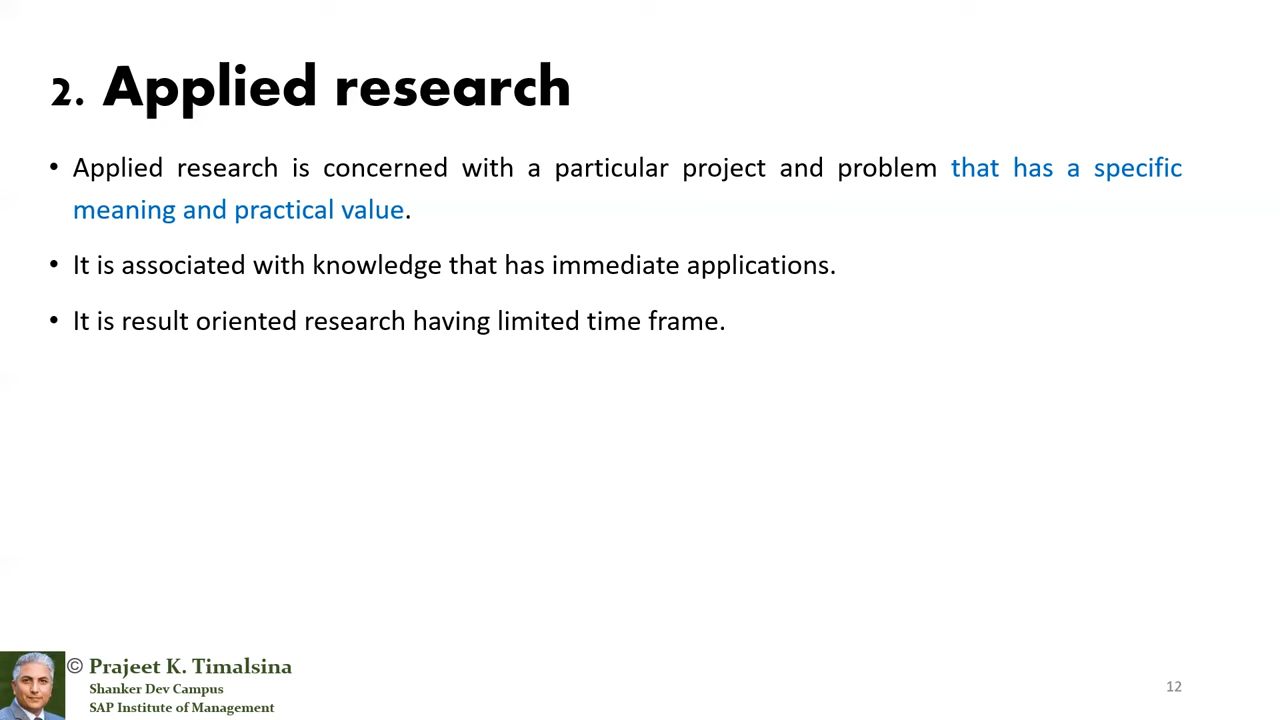 2. Applied research
• Applied research is concerned with a particular project and problem that has a specific
meaning and practical value.
• It is associated with knowledge that has immediate applications.
• It is result oriented research having limited time frame.
© Prajeet K. Timalsina
Shanker Dev Campus
SAP Institute of Management
12